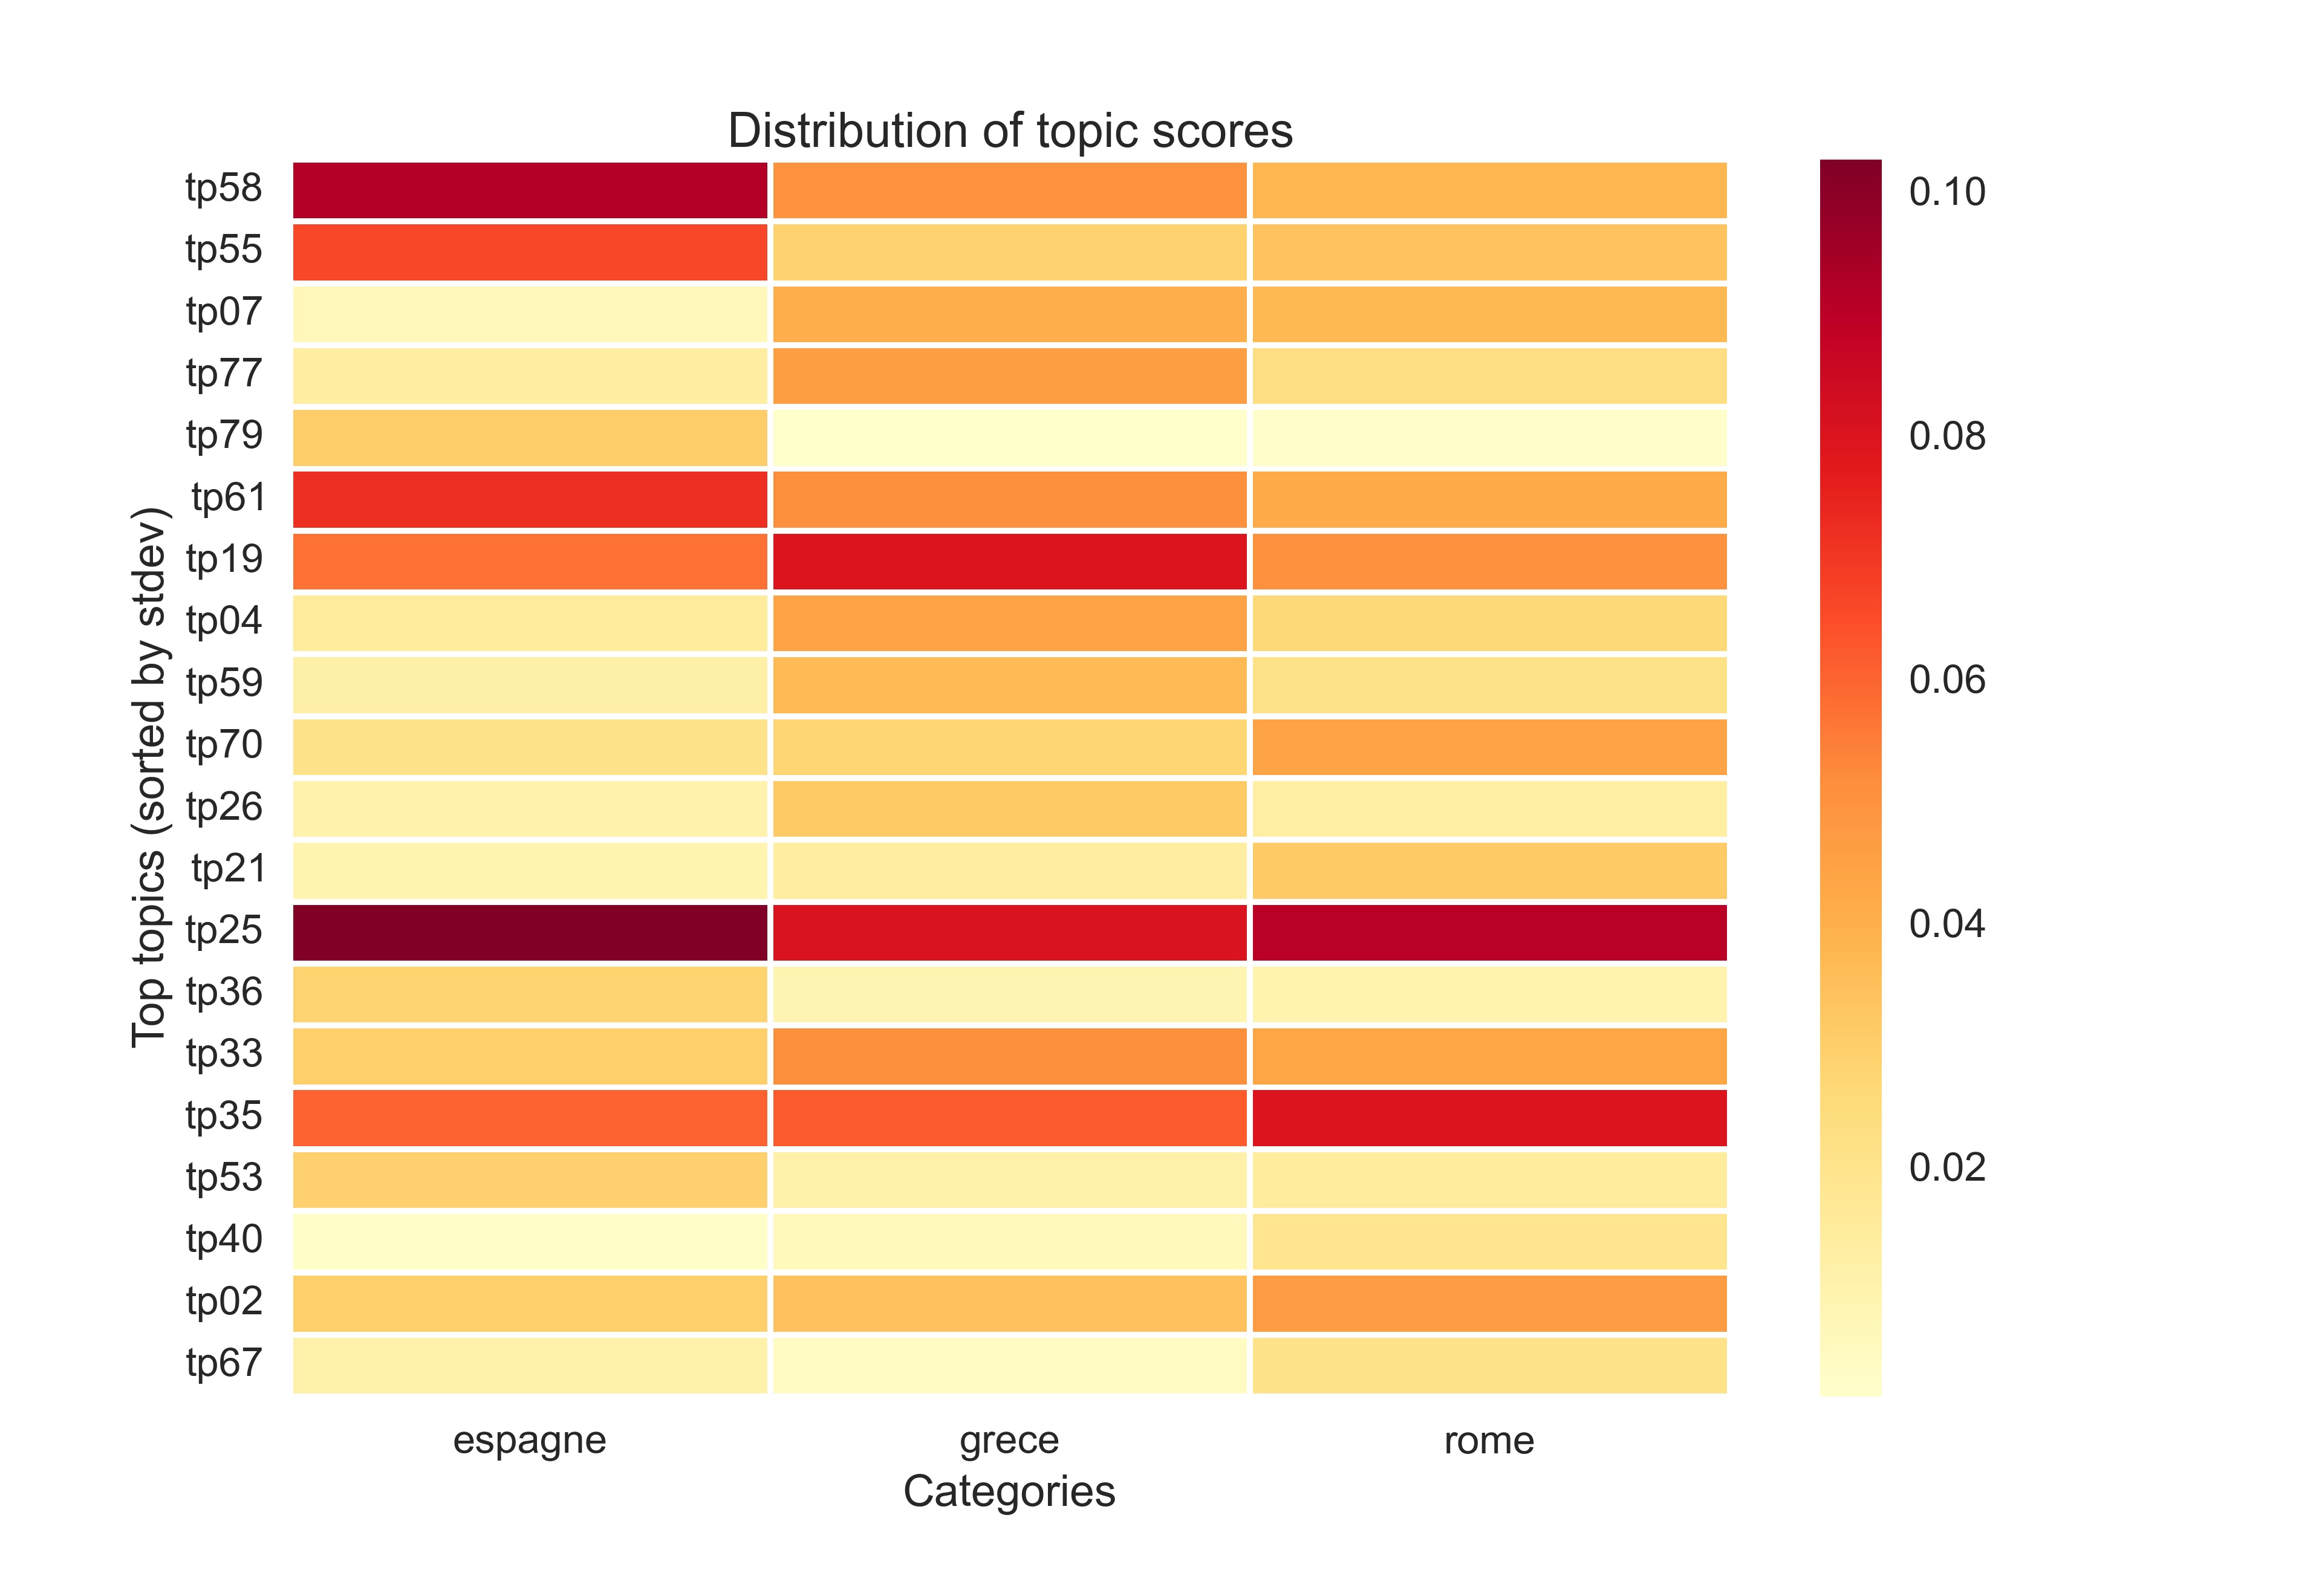 Distribution of topic scores
Top topics (sorted by stdev)
tp58
tp55
tp07
tp77
tp79
tp61
tp19
tp04
tp59
tp70
tp26
tp21
tp25
tp36
tp33
tp35
tp53
tp40
tp02
tp67
espagne grece rome
Categories
0.10
0.08
0.06
0.04
0.02